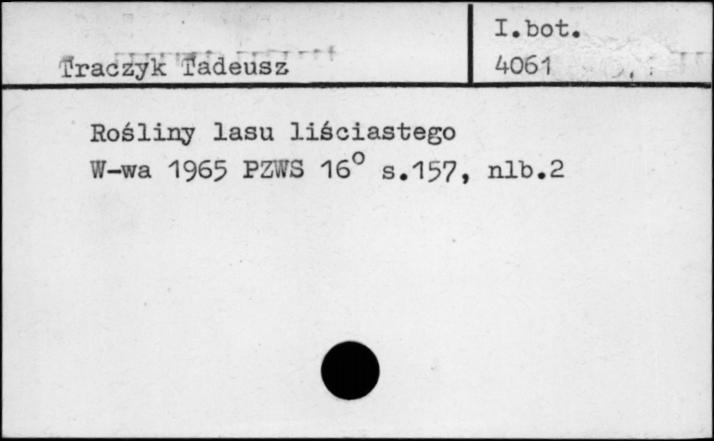 I.bot.
Traczyk Tadeusz 4061
Rośliny lasu liściastego
W-wa 1965 PZWS 16° s.157, nlb.2